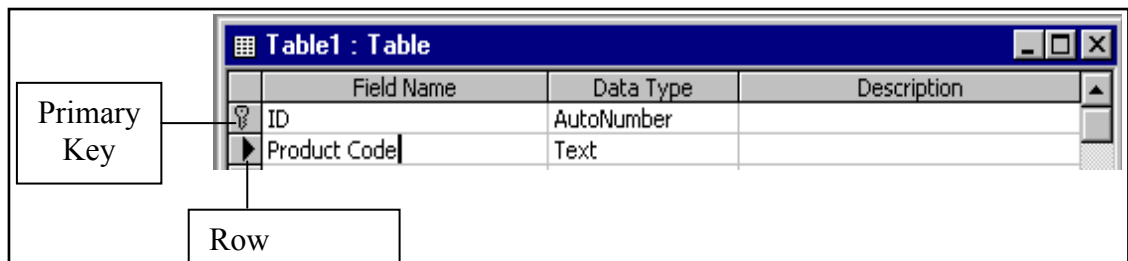 Table1 : Table
Field Name Data Type Description
Primary
Key
ID AutoNumber
Product Code Text
Row